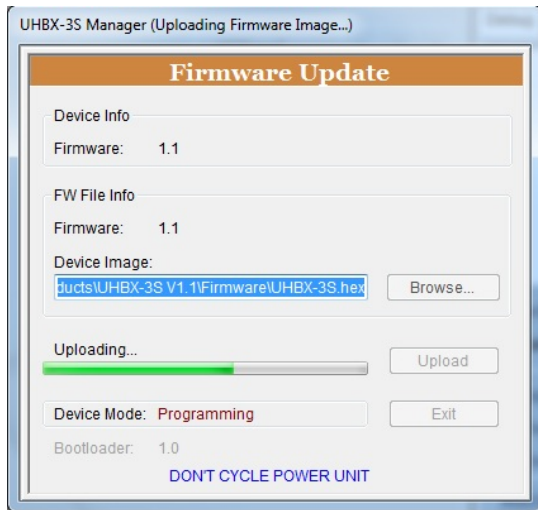 UHBX-3S Manager (Uploading Firmware Image...)
Firmware Update
Device Info
Firmware: 1.1
FW File Info
Firmware: 1.1
Device Image:
ducts\UHBX-3S V1.1\Firmware\UHBX-3S.hex Browse...
Uploading... Upload
Device Mode: Programming Exit
Bootloader: 1.0
DON'T CYCLE POWER UNIT